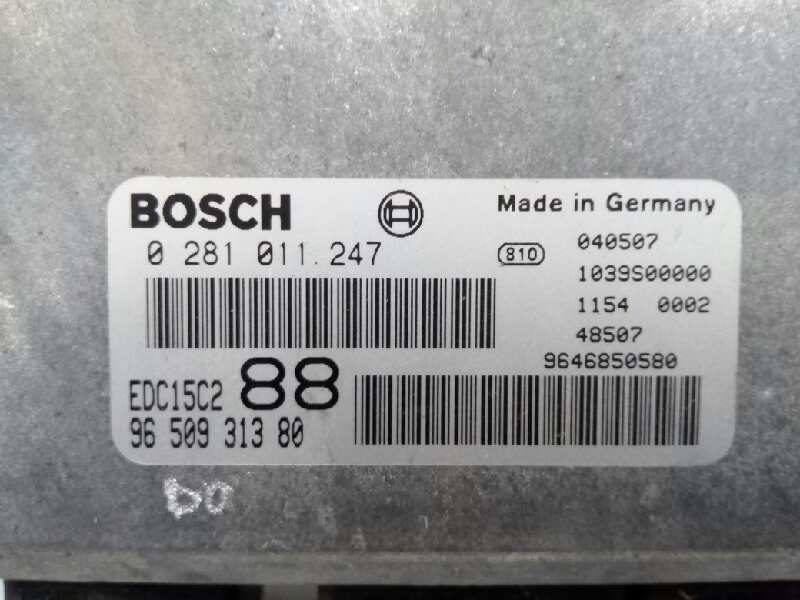 BOSCH
Made in Germany
0 281 011.247
810
040507
1039S00000
1154 0002
48507
9646850580
EDC15C2 88
96 509 313 80